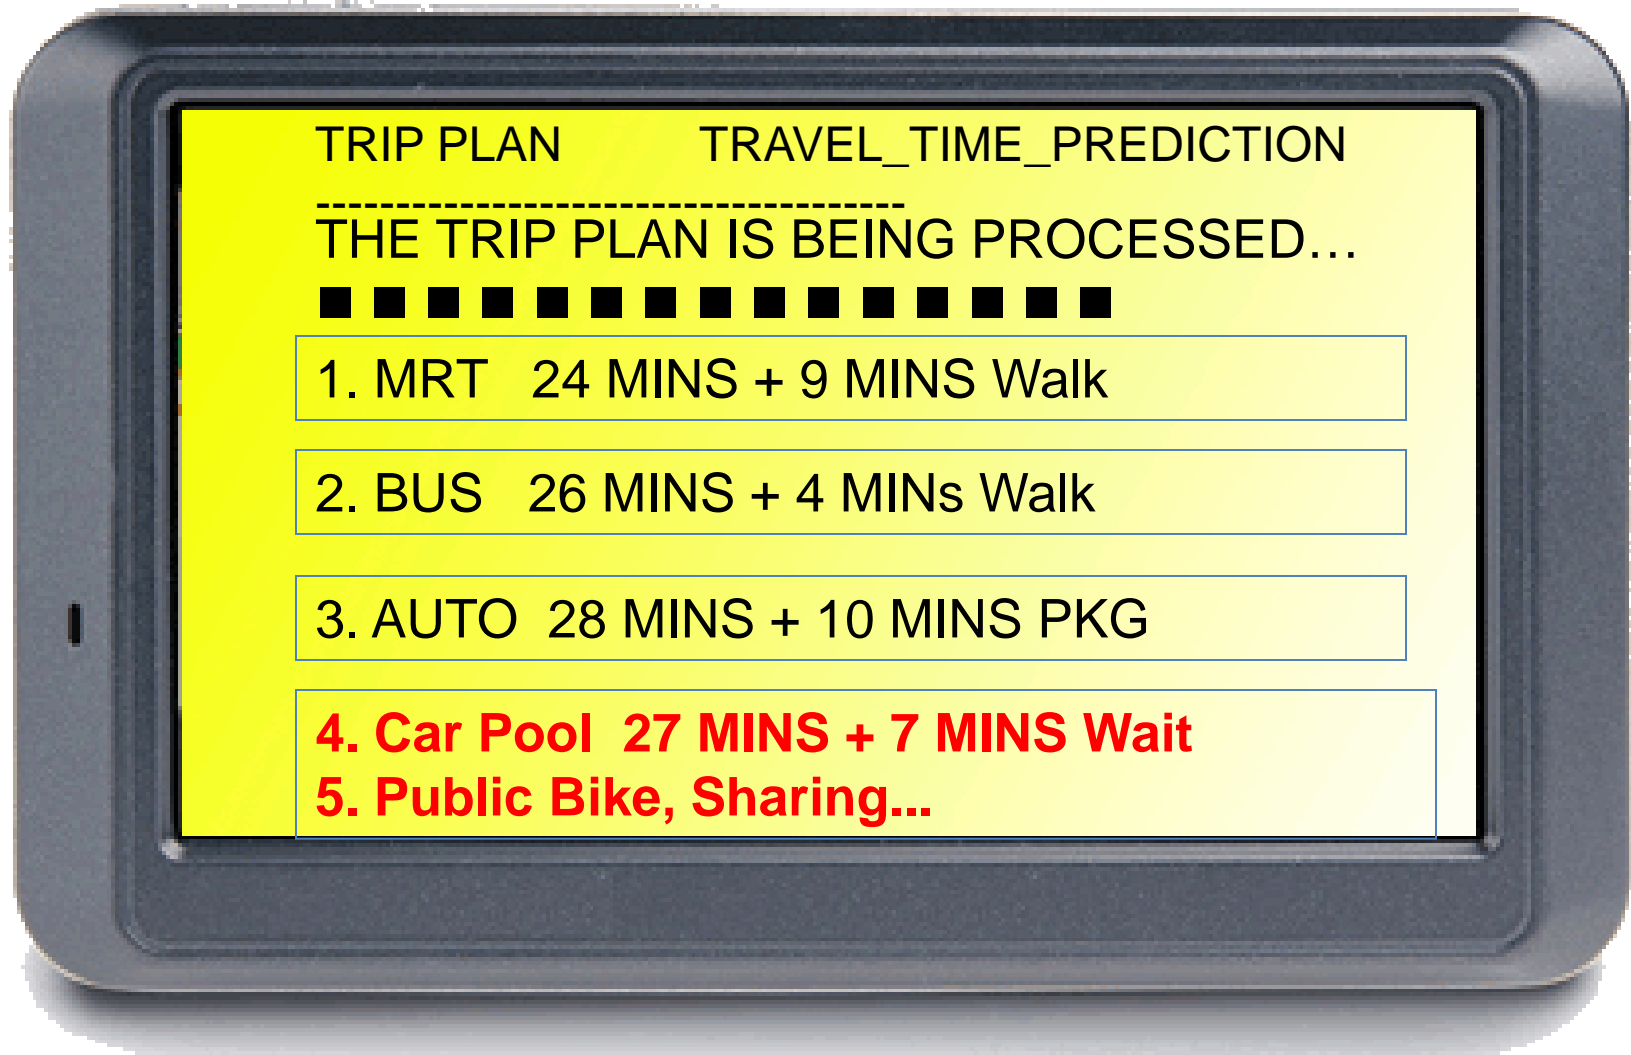 TRIP PLAN TRAVEL_TIME_PREDICTION
-------------------------------------
THE TRIP PLAN IS BEING PROCESSED…
■ ■ ■ ■ ■ ■ ■ ■ ■ ■ ■ ■ ■ ■ ■
1. MRT 24 MINS + 9 MINS Walk
2. BUS 26 MINS + 4 MINs Walk
3. AUTO 28 MINS + 10 MINS PKG
4. Car Pool 27 MINS + 7 MINS Wait
5. Public Bike, Sharing...